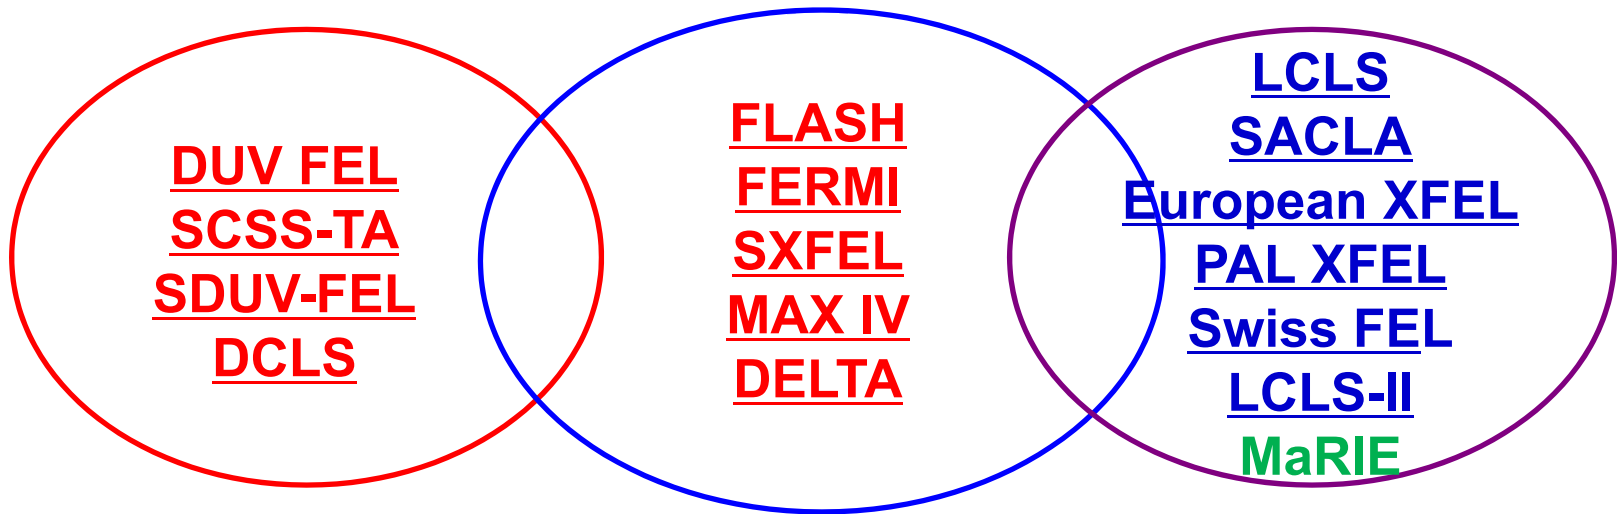 DUV FEL
SCSS-TA
SDUV-FEL
DCLS
FLASH
FERMI
SXFEL
MAX IV
DELTA
LCLS
SACLA
European XFEL
PAL XFEL
Swiss FEL
LCLS-II
MaRIE